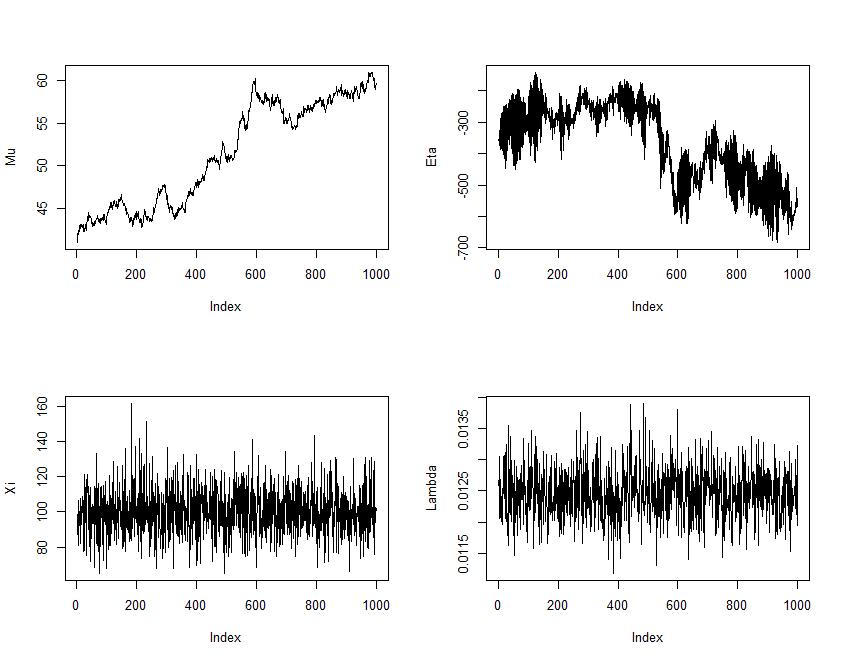 Mu
60
55
50
45
0 200 400 600 800 1000
Index
Eta
-300
-500
-700
0 200 400 600 800 1000
Index
Xi
160
140
120
100
80
0 200 400 600 800 1000
Index
Lambda
0.0135
0.0125
0.0115
0 200 400 600 800 1000
Index